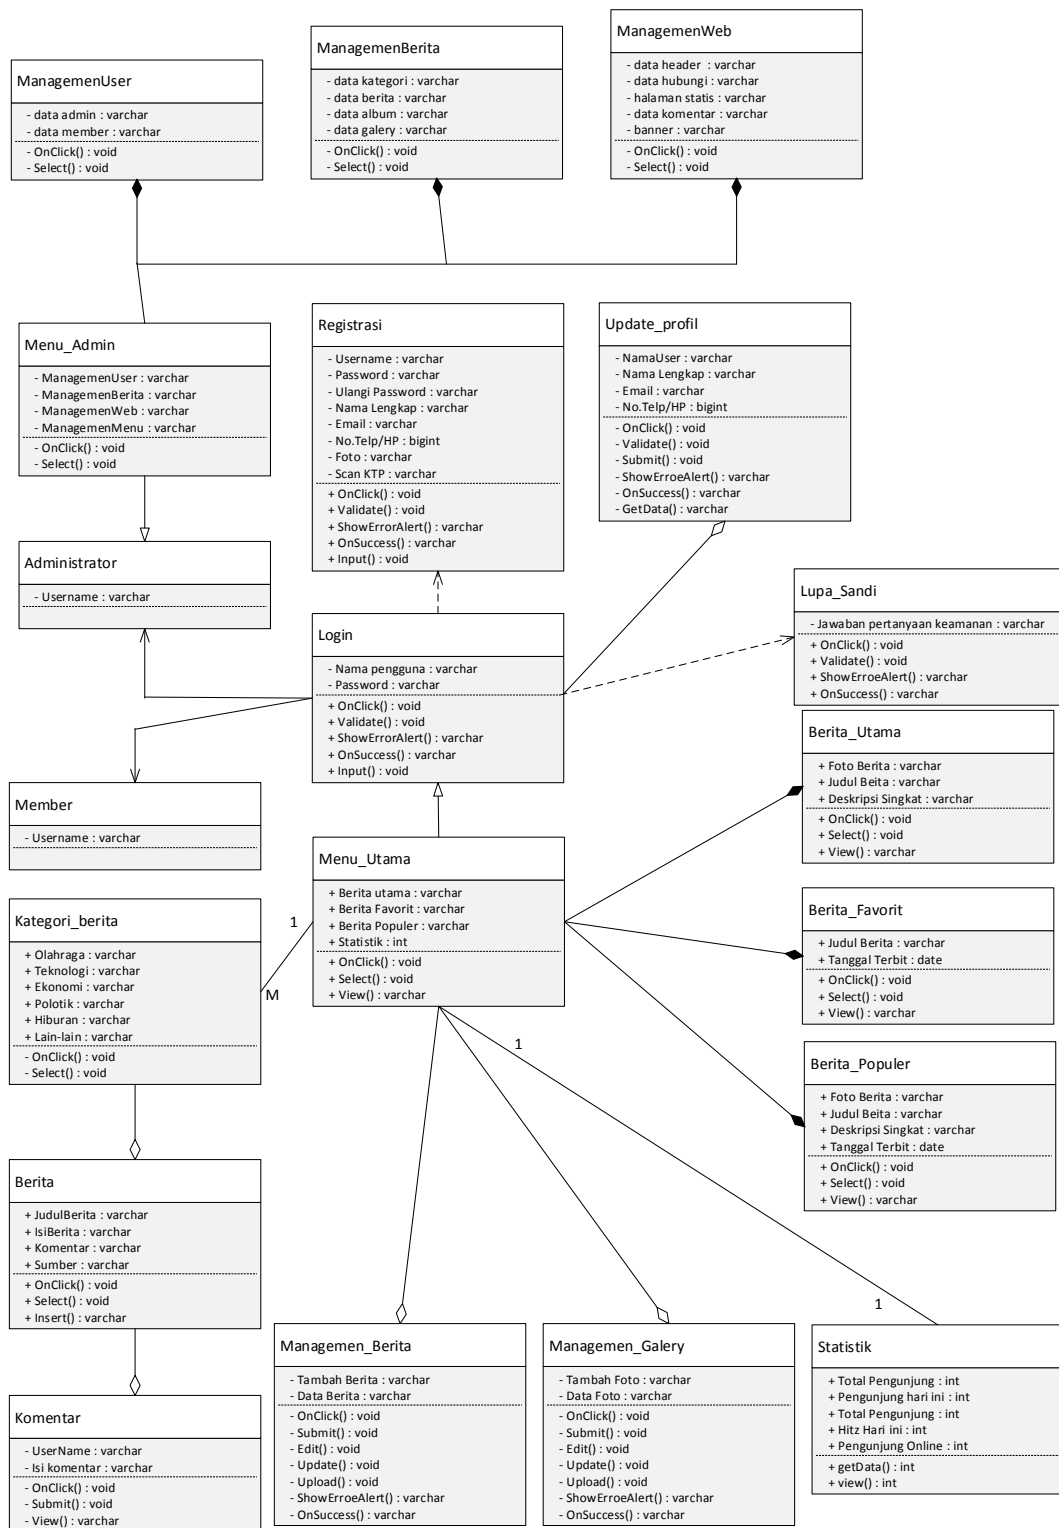 ManagemenUser
- data admin : varchar
- data member : varchar
- OnClick() : void
- Select() : void
ManagemenBerita
- data kategori : varchar
- data berita : varchar
- data album : varchar
- data galery : varchar
- OnClick() : void
- Select() : void
ManagemenWeb
- data header : varchar
- data hubungi : varchar
- halaman statis : varchar
- data komentar : varchar
- banner : varchar
- OnClick() : void
- Select() : void
Menu_Admin
- ManagemenUser : varchar
- ManagemenBerita : varchar
- ManagemenWeb : varchar
- ManagemenMenu : varchar
- OnClick() : void
- Select() : void
Registrasi
- Username : varchar
- Password : varchar
- Ulangi Password : varchar
- Nama Lengkap : varchar
- Email : varchar
- No.Telp/HP : bigint
- Foto : varchar
- Scan KTP : varchar
+ OnClick() : void
+ Validate() : void
+ ShowErrorAlert() : varchar
+ OnSuccess() : varchar
+ Input() : void
Update_profil
- NamaUser : varchar
- Nama Lengkap : varchar
- Email : varchar
- No.Telp/HP : bigint
- OnClick() : void
- Validate() : void
- Submit() : void
- ShowErroeAlert() : varchar
- OnSuccess() : varchar
- GetData() : varchar
Administrator
- Username : varchar
Login
- Nama pengguna : varchar
- Password : varchar
+ OnClick() : void
+ Validate() : void
+ ShowErrorAlert() : varchar
+ OnSuccess() : varchar
+ Input() : void
Lupa_Sandi
- Jawaban pertanyaan keamanan : varchar
+ OnClick() : void
+ Validate() : void
+ ShowErroeAlert() : varchar
+ OnSuccess() : varchar
Member
- Username : varchar
Menu_Utama
+ Berita utama : varchar
+ Berita Favorit : varchar
+ Berita Populer : varchar
+ Statistik : int
+ OnClick() : void
+ Select() : void
+ View() : varchar
Berita_Utama
+ Foto Berita : varchar
+ Judul Beita : varchar
+ Deskripsi Singkat : varchar
+ OnClick() : void
+ Select() : void
+ View() : varchar
Kategori_berita
+ Olahraga : varchar
+ Teknologi : varchar
+ Ekonomi : varchar
+ Polotik : varchar
+ Hiburan : varchar
+ Lain-lain : varchar
- OnClick() : void
- Select() : void
1
M
Berita_Favorit
+ Judul Berita : varchar
+ Tanggal Terbit : date
+ OnClick() : void
+ Select() : void
+ View() : varchar
1
Berita_Populer
+ Foto Berita : varchar
+ Judul Beita : varchar
+ Deskripsi Singkat : varchar
+ Tanggal Terbit : date
+ OnClick() : void
+ Select() : void
+ View() : varchar
Berita
+ JudulBerita : varchar
+ IsiBerita : varchar
+ Komentar : varchar
+ Sumber : varchar
+ OnClick() : void
+ Select() : void
+ Insert() : varchar
1
Komentar
- UserName : varchar
- Isi komentar : varchar
- OnClick() : void
- Submit() : void
- View() : varchar
Managemen_Berita
- Tambah Berita : varchar
- Data Berita : varchar
- OnClick() : void
- Submit() : void
- Edit() : void
- Update() : void
- Upload() : void
- ShowErroeAlert() : varchar
- OnSuccess() : varchar
Managemen_Galery
- Tambah Foto : varchar
- Data Foto : varchar
- OnClick() : void
- Submit() : void
- Edit() : void
- Update() : void
- Upload() : void
- ShowErroeAlert() : varchar
- OnSuccess() : varchar
Statistik
+ Total Pengunjung : int
+ Pengunjung hari ini : int
+ Total Pengunjung : int
+ Hitz Hari ini : int
+ Pengunjung Online : int
+ getData() : int
+ view() : int